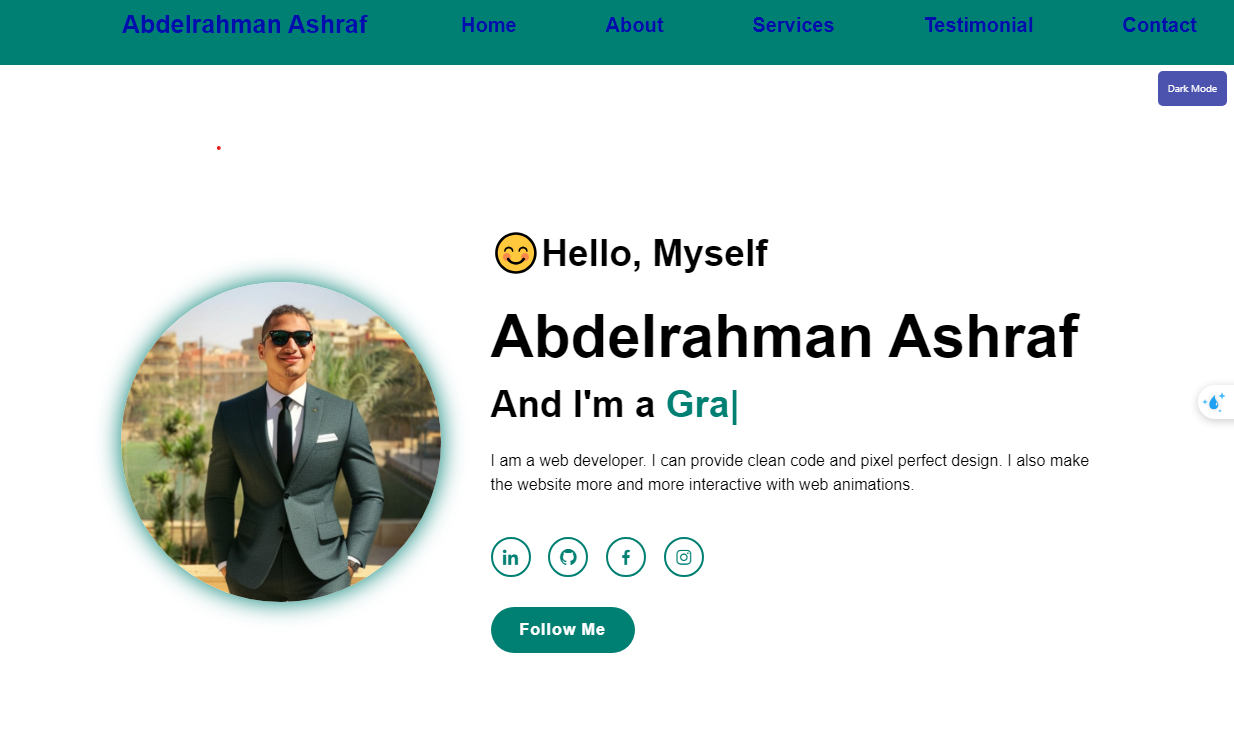 Abdelrahman Ashraf Home About Services Testimonial Contact
Dark Mode
Hello, Myself
Abdelrahman Ashraf
And I'm a Gra|
I am a web developer. I can provide clean code and pixel perfect design. I also make
the website more and more interactive with web animations.
in f
Follow Me